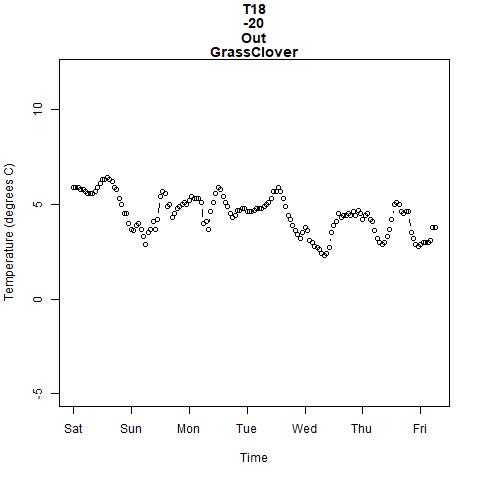 T18
-20
Out
GrassClover
Temperature (degrees C)
10
5
0
-5
Sat Sun Mon Tue Wed Thu Fri
Time